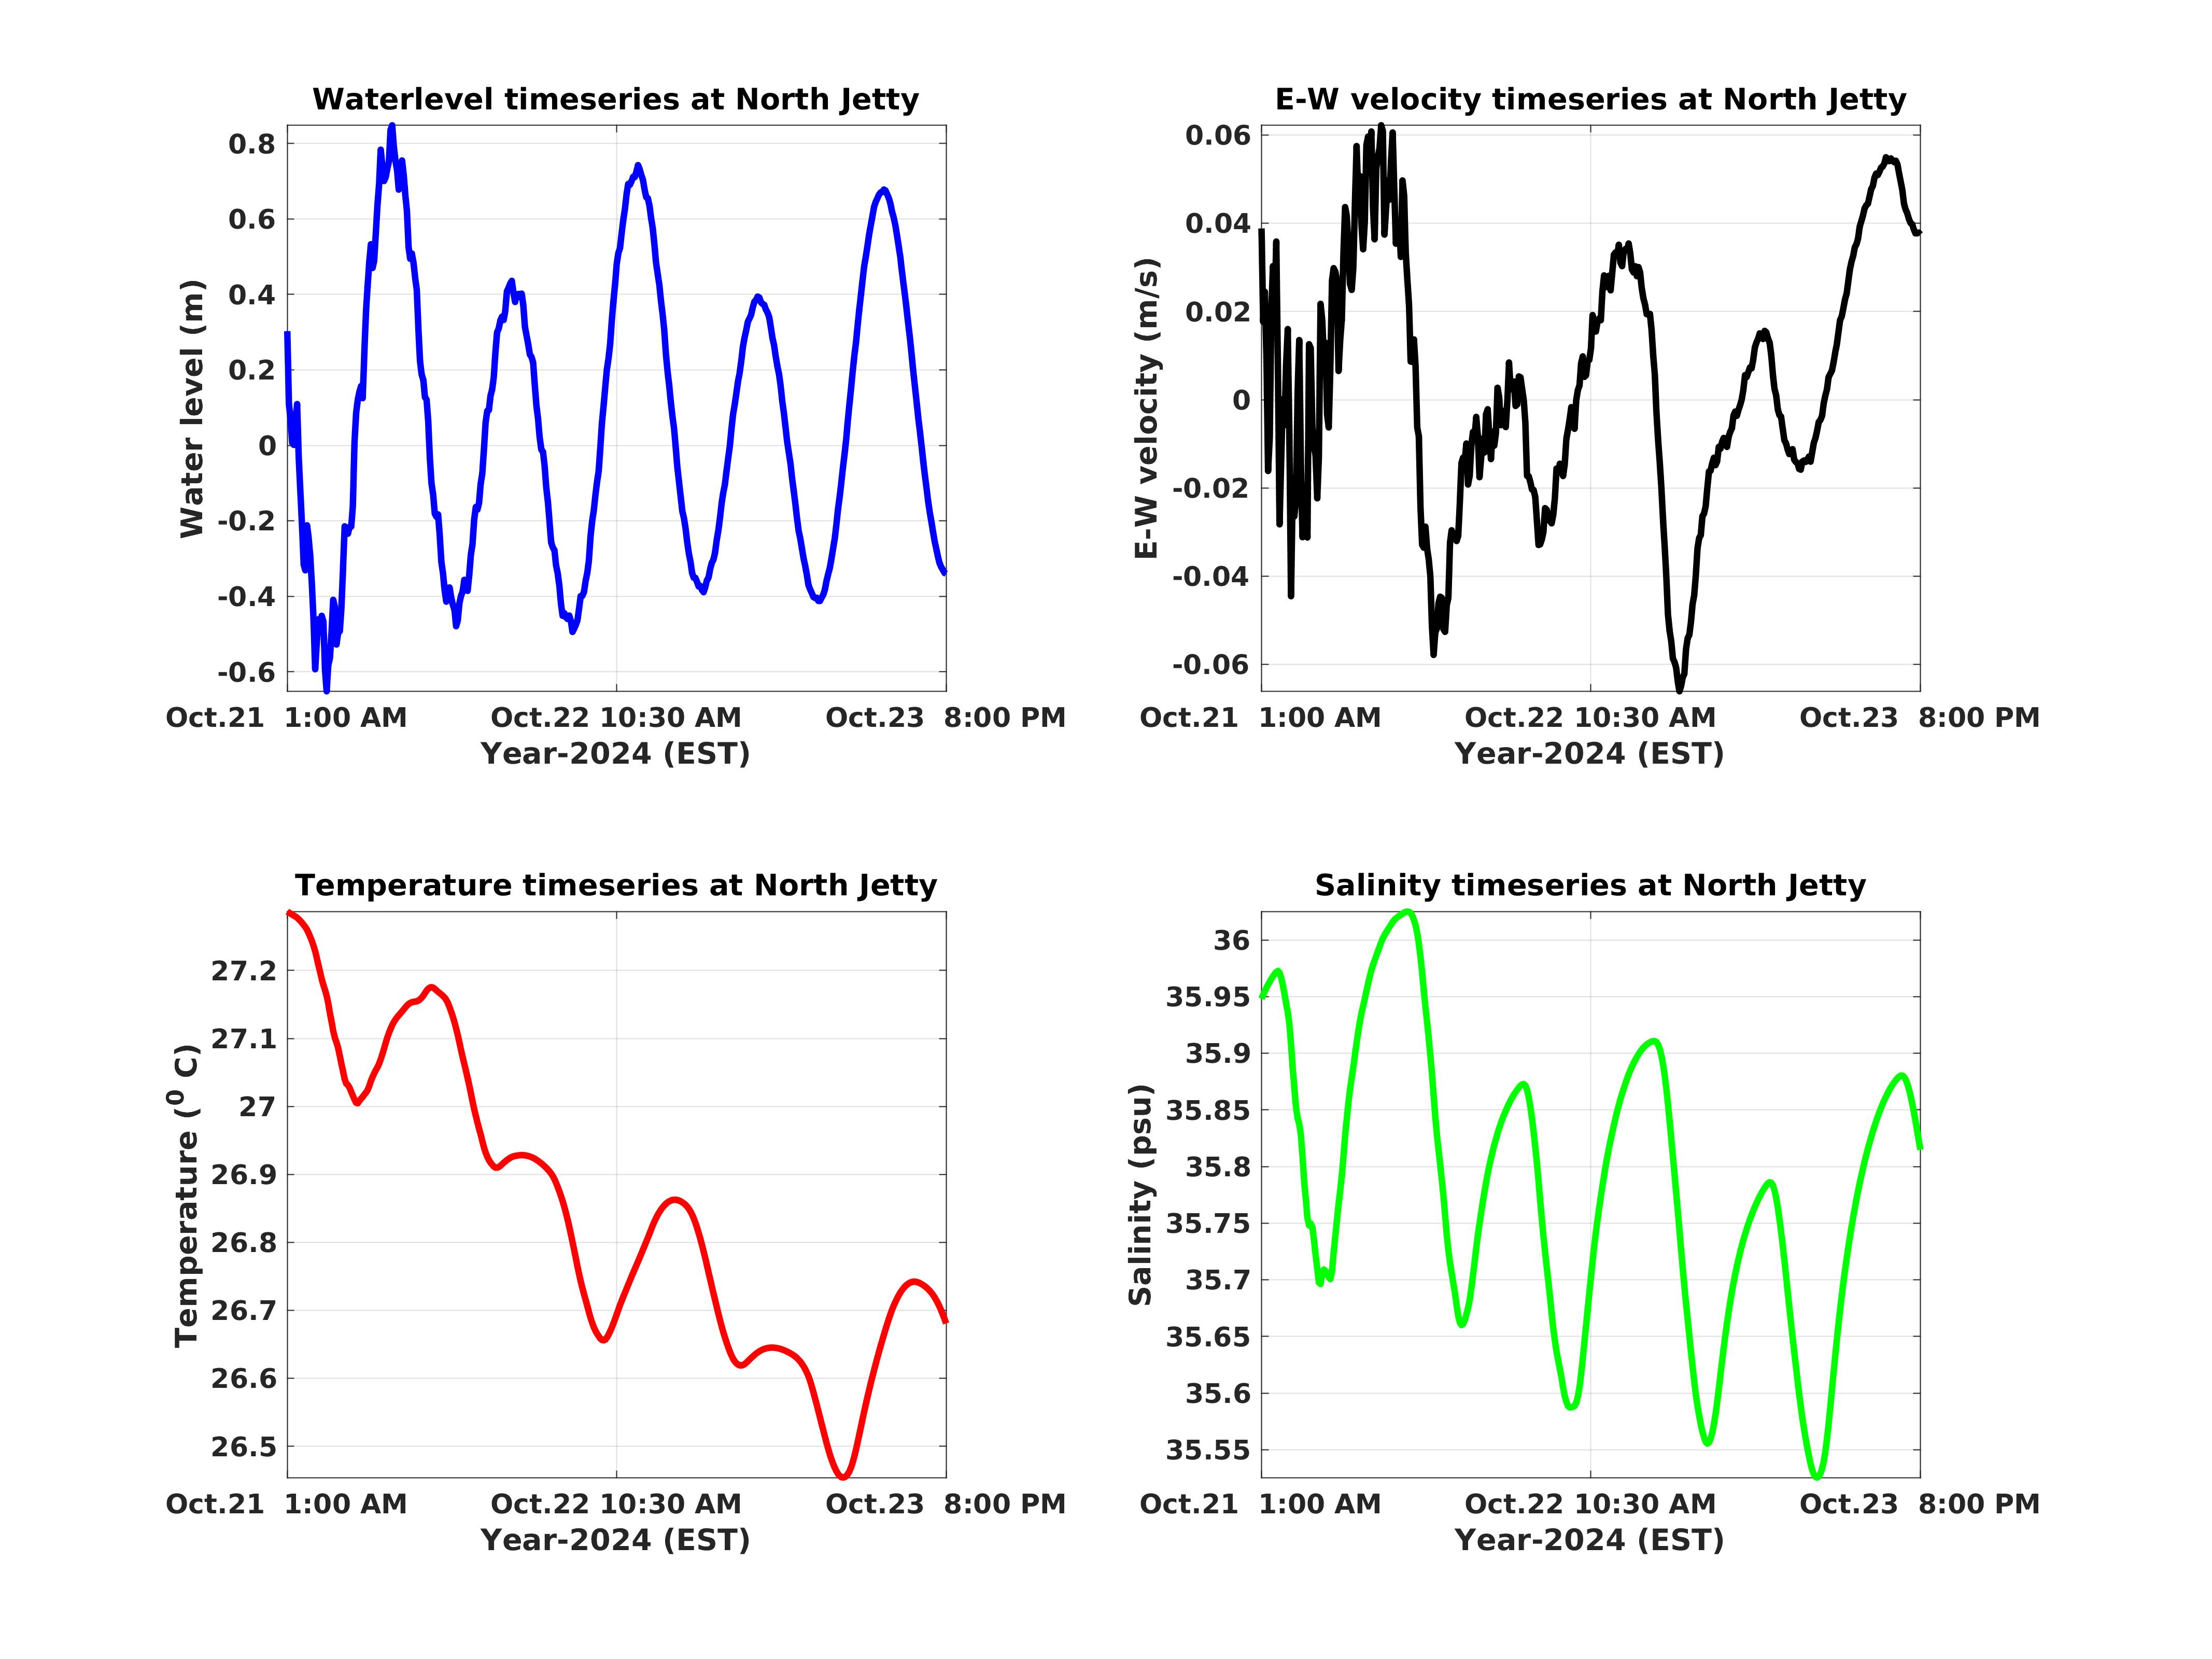 Waterlevel timeseries at North Jetty
0.8
0.6
0.4
0.2
0
-0.2
-0.4
-0.6
Water level (m)
Oct.21 1:00 AM Oct.22 10:30 AM Oct.23 8:00 PM
Year-2024 (EST)
E-W velocity timeseries at North Jetty
0.06
0.04
0.02
0
-0.02
-0.04
-0.06
E-W velocity (m/s)
Oct.21 1:00 AM Oct.22 10:30 AM Oct.23 8:00 PM
Year-2024 (EST)
Temperature timeseries at North Jetty
27.2
27.1
27
26.9
26.8
26.7
26.6
26.5
Temperature (⁰ C)
Oct.21 1:00 AM Oct.22 10:30 AM Oct.23 8:00 PM
Year-2024 (EST)
Salinity timeseries at North Jetty
36
35.95
35.9
35.85
35.8
35.75
35.7
35.65
35.6
35.55
Salinity (psu)
Oct.21 1:00 AM Oct.22 10:30 AM Oct.23 8:00 PM
Year-2024 (EST)